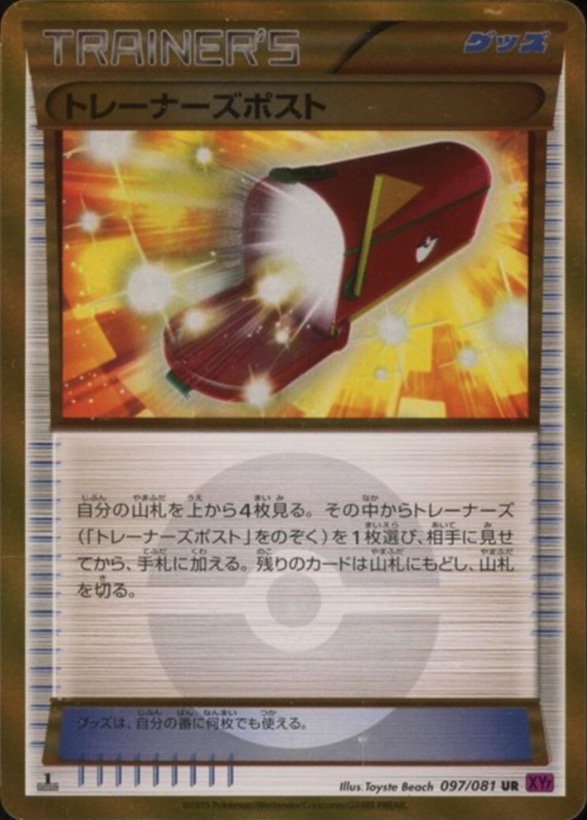 TRAINER'S
グッズ
トレーナーズポスト
自分の山札を上から4枚見る。その中からトレーナーズ
(「トレーナーズポスト」をのぞく)を1枚選び、相手に見せ
てから、手札に加える。残りのカードは山札にもどし、山札
を切る。
グッズは、自分の番に何枚でも使える。
1
Illus. Toyste Beach 097/081 UR XY7
©2015 Pokémon/Nintendo/Creatures/GAME FREAK.